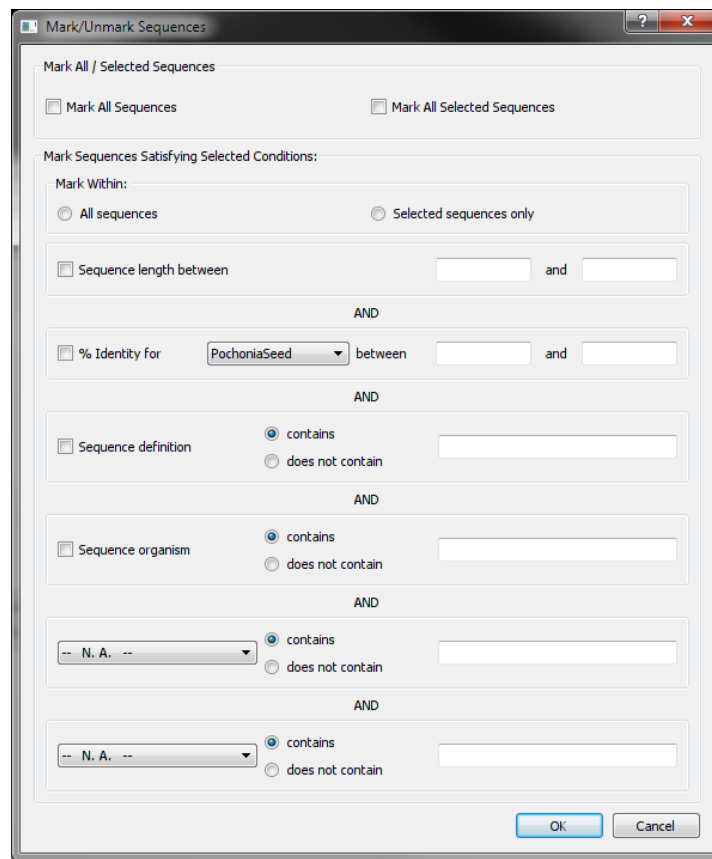 Mark/Unmark Sequences
?
X
Mark All / Selected Sequences
Mark All Sequences
Mark All Selected Sequences
Mark Sequences Satisfying Selected Conditions:
Mark Within:
All sequences
Selected sequences only
Sequence length between and
AND
% Identity for PochoniaSeed between and
AND
Sequence definition
contains
does not contain
AND
Sequence organism
contains
does not contain
AND
-- N. A. --
contains
does not contain
AND
-- N. A. --
contains
does not contain
OK Cancel